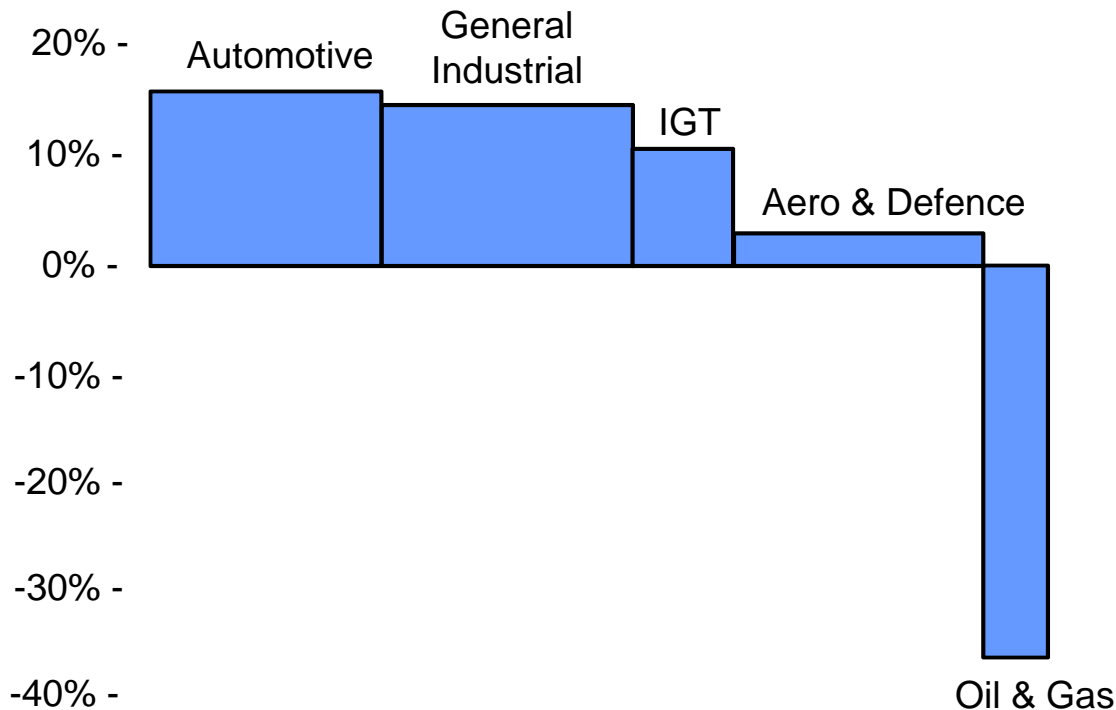 20% -
Automotive
General
Industrial
IGT
10% -
Aero & Defence
0% -
-10% -
-20% -
-30% -
-40% -
Oil & Gas